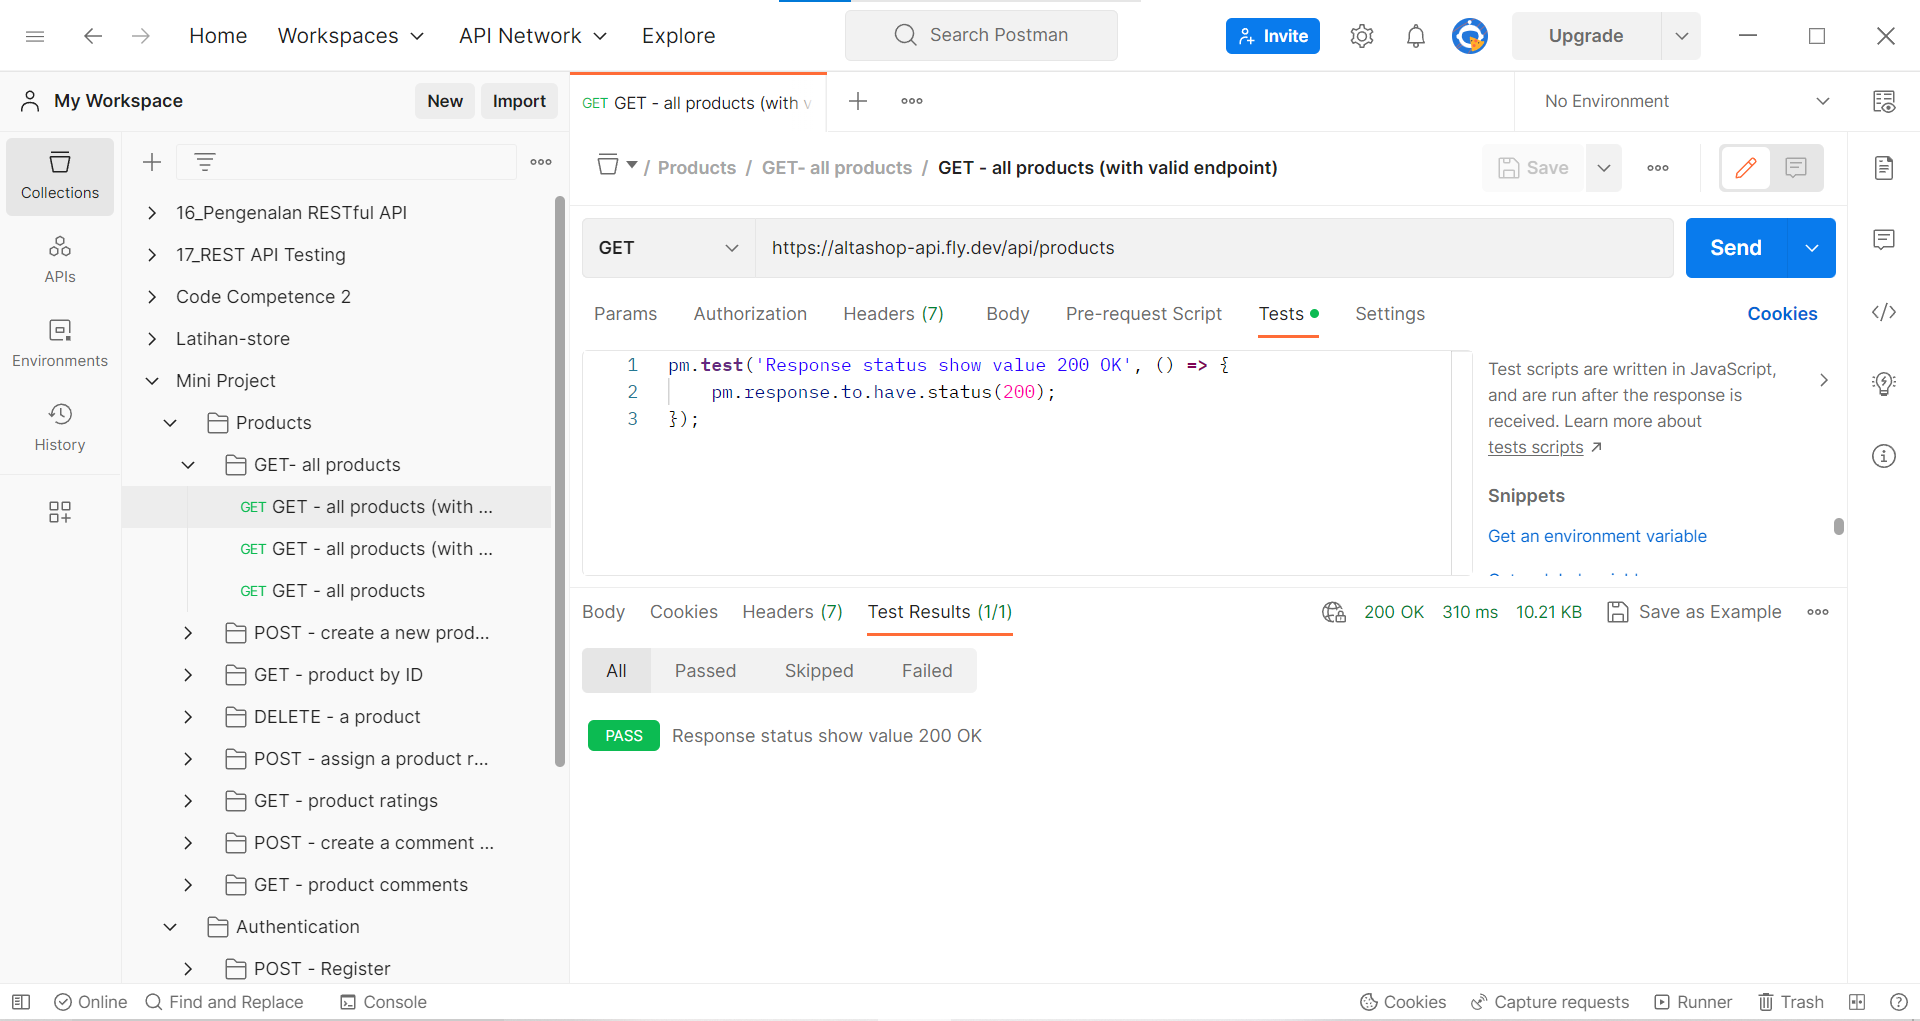 Home
Workspaces
API Network
Explore
Search Postman
Invite
Upgrade
My Workspace
New
Import
GET GET - all products (with v
No Environment
Collections
APIs
Environments
History
16_Pengenalan RESTful API
17_REST API Testing
Code Competence 2
Latihan-store
Mini Project
Products
GET- all products
GET GET - all products (with ...
GET GET - all products (with ...
GET GET - all products
POST - create a new prod...
GET - product by ID
DELETE - a product
POST - assign a product r...
GET - product ratings
POST - create a comment ...
GET - product comments
Authentication
POST - Register
/ Products / GET- all products / GET - all products (with valid endpoint)
Save
GET
https://altashop-api.fly.dev/api/products
Send
Params
Authorization
Headers (7)
Body
Pre-request Script
Tests
Settings
Cookies
1 pm.test('Response status show value 200 OK', () => {
2 pm.response.to.have.status(200);
3 });
Test scripts are written in JavaScript,
and are run after the response is
received. Learn more about
tests scripts
Snippets
Get an environment variable
Body
Cookies
Headers (7)
Test Results (1/1)
200 OK
310 ms
10.21 KB
Save as Example
All
Passed
Skipped
Failed
PASS
Response status show value 200 OK
Online
Find and Replace
Console
Cookies
Capture requests
Runner
Trash